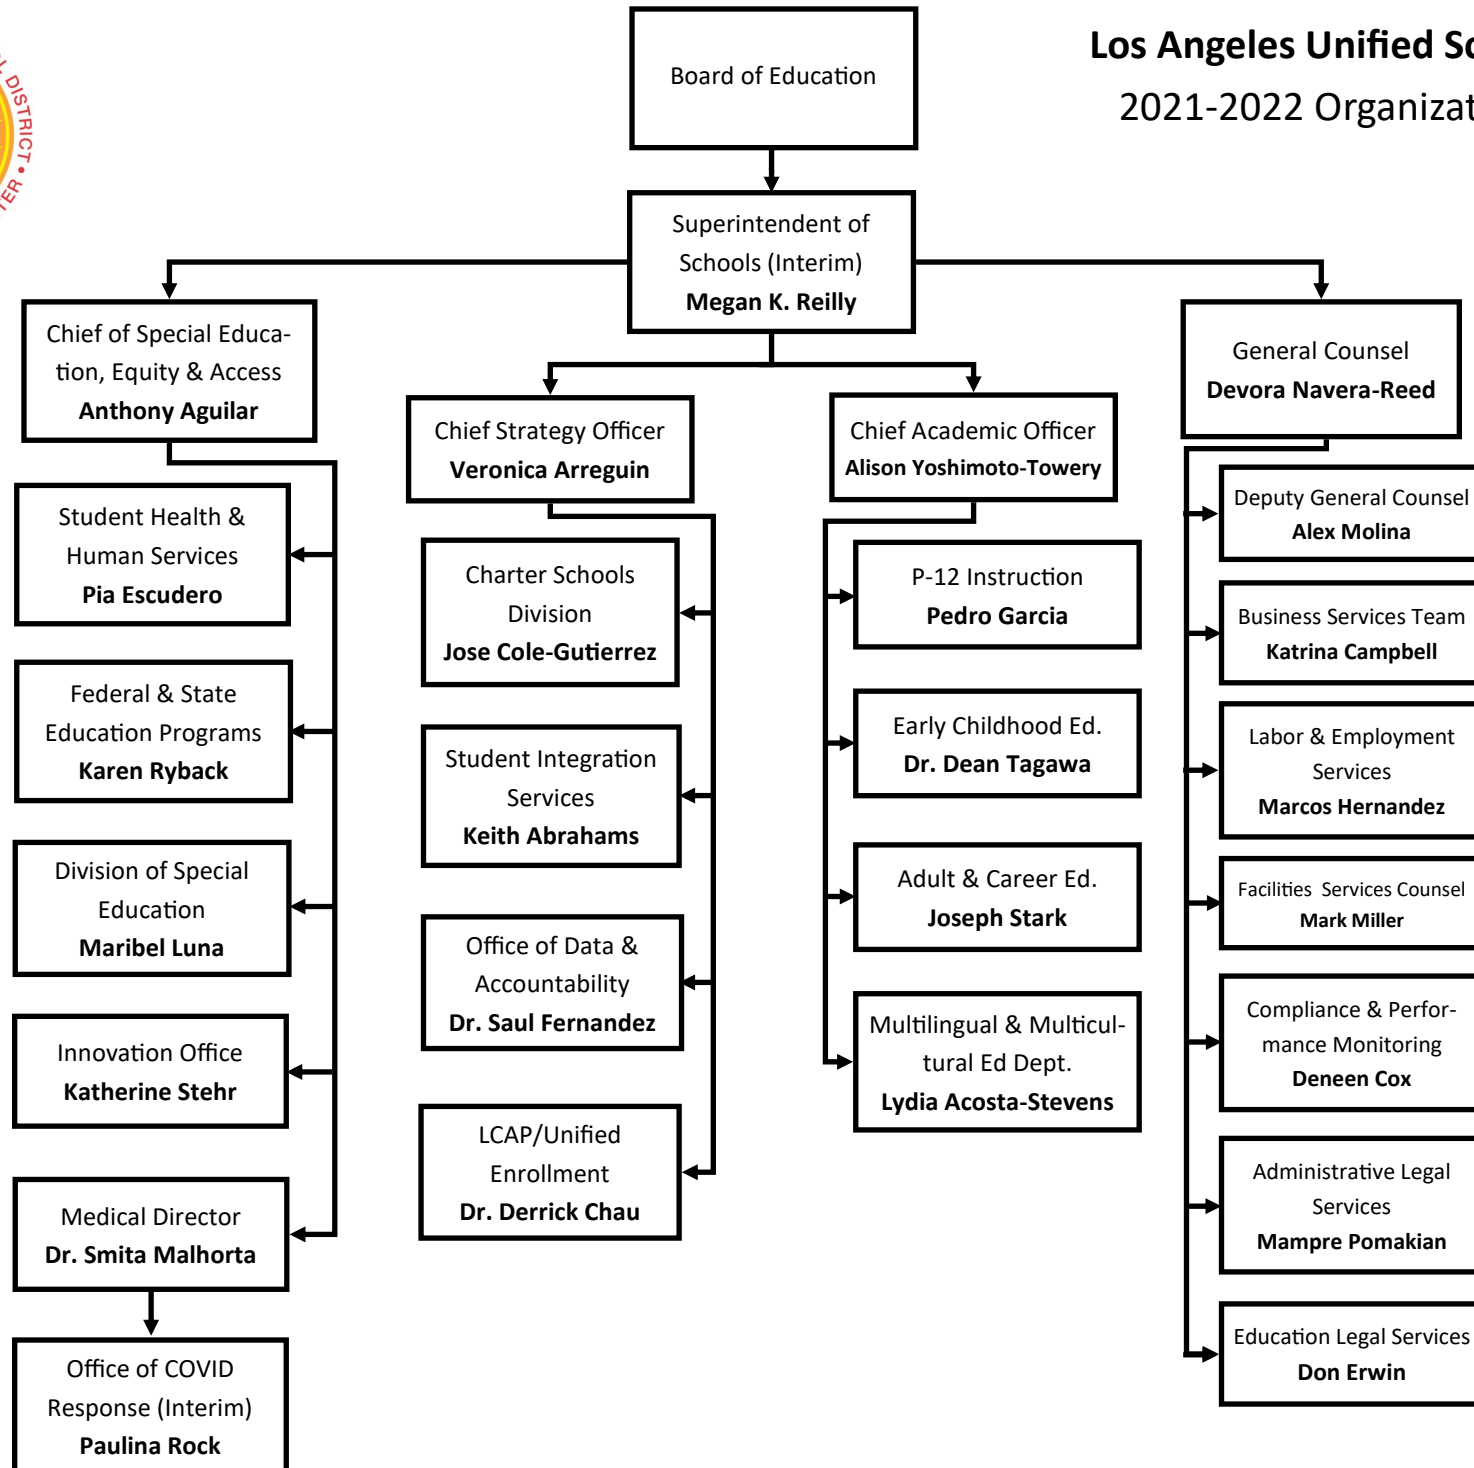 DISTRICT •
Los Angeles Unified
2021-2022
Board of Education
Superintendent of
Schools (Interim)
Megan K. Reilly
Chief of Special Educa-
tion, Equity & Access
Anthony Aguilar
Student Health &
Human Services
Pia Escudero
Federal & State
Education Programs
Karen Ryback
Division of Special
Education
Maribel Luna
Innovation Office
Katherine Stehr
Medical Director
Dr. Smita Malhorta
Office of COVID
Response (Interim)
Paulina Rock
Chief Strategy Officer
Veronica Arreguin
Charter Schools
Division
Jose Cole-Gutierrez
Student Integration
Services
Keith Abrahams
Office of Data &
Accountability
Dr. Saul Fernandez
LCAP/Unified
Enrollment
Dr. Derrick Chau
Chief Academic Officer
Alison Yoshimoto-Towery
P-12 Instruction
Pedro Garcia
Early Childhood Ed.
Dr. Dean Tagawa
Adult & Career Ed.
Joseph Stark
Multilingual & Multicul-
tural Ed Dept.
Lydia Acosta-Stevens
General Counsel
Devora Navera-Reed
Deputy General Counsel
Alex Molina
Business Services Team
Katrina Campbell
Labor & Employment
Services
Marcos Hernandez
Facilities Services Counsel
Mark Miller
Compliance & Perfor-
mance Monitoring
Deneen Cox
Administrative Legal
Services
Mampre Pomakian
Education Legal Services
Don Erwin